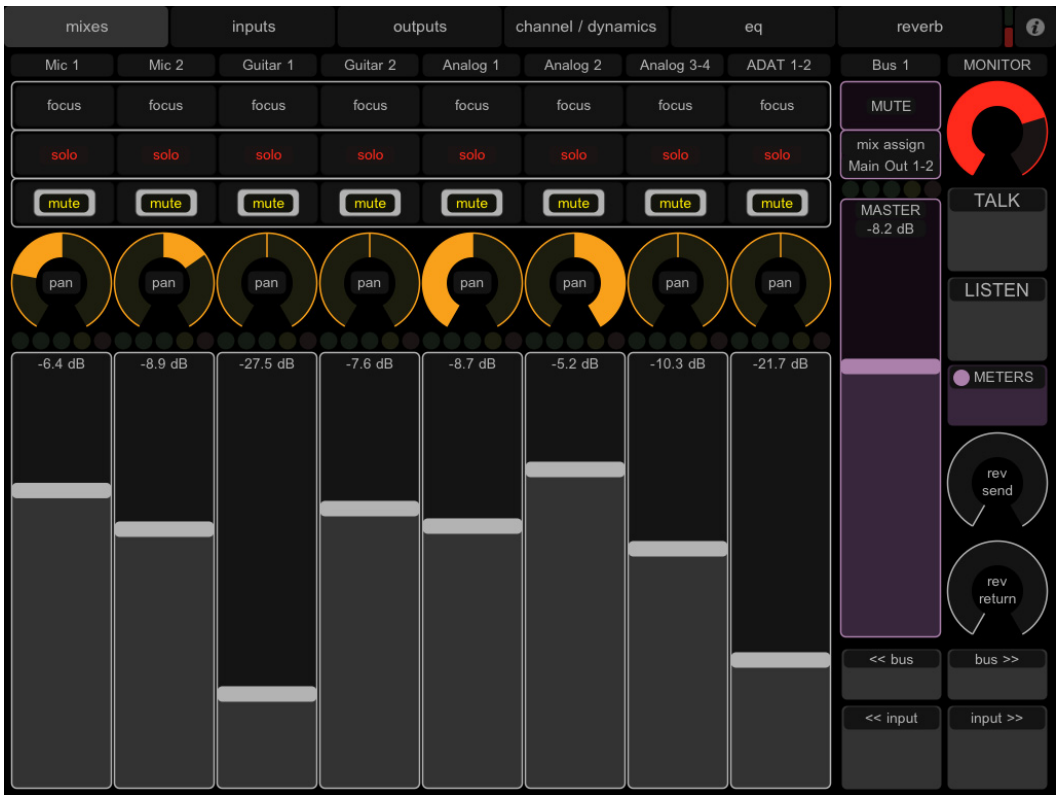 mixes inputs outputs channel / dynamics eq reverb i
Mic 1 Mic 2 Guitar 1 Guitar 2 Analog 1 Analog 2 Analog 3-4 ADAT 1-2 Bus 1 MONITOR
focus focus focus focus focus focus focus focus MUTE
solo solo solo solo solo solo solo solo mix assign
Main Out 1-2
mute mute mute mute mute mute mute mute
MASTER TALK
-8.2 dB
pan pan pan pan pan pan pan pan LISTEN
-6.4 dB -8.9 dB -27.5 dB -7.6 dB -8.7 dB -5.2 dB -10.3 dB -21.7 dB
METERS
rev
send
rev
return
<< bus bus >>
<< input input >>